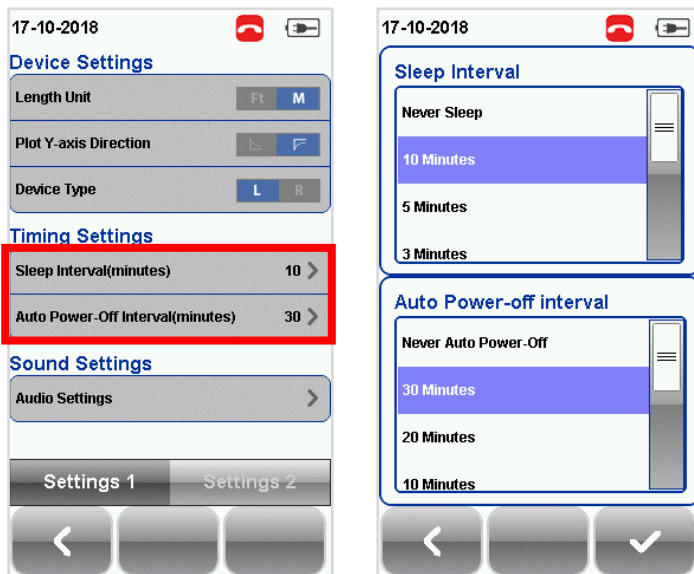 17-10-2018
Device Settings
Length Unit Ft M
Plot Y-axis Direction
Device Type L R
Timing Settings
Sleep Interval(minutes) 10
Auto Power-Off Interval(minutes) 30
Sound Settings
Audio Settings
Settings 1 Settings 2
17-10-2018
Sleep Interval
Never Sleep
10 Minutes
5 Minutes
3 Minutes
Auto Power-off interval
Never Auto Power-Off
30 Minutes
20 Minutes
10 Minutes